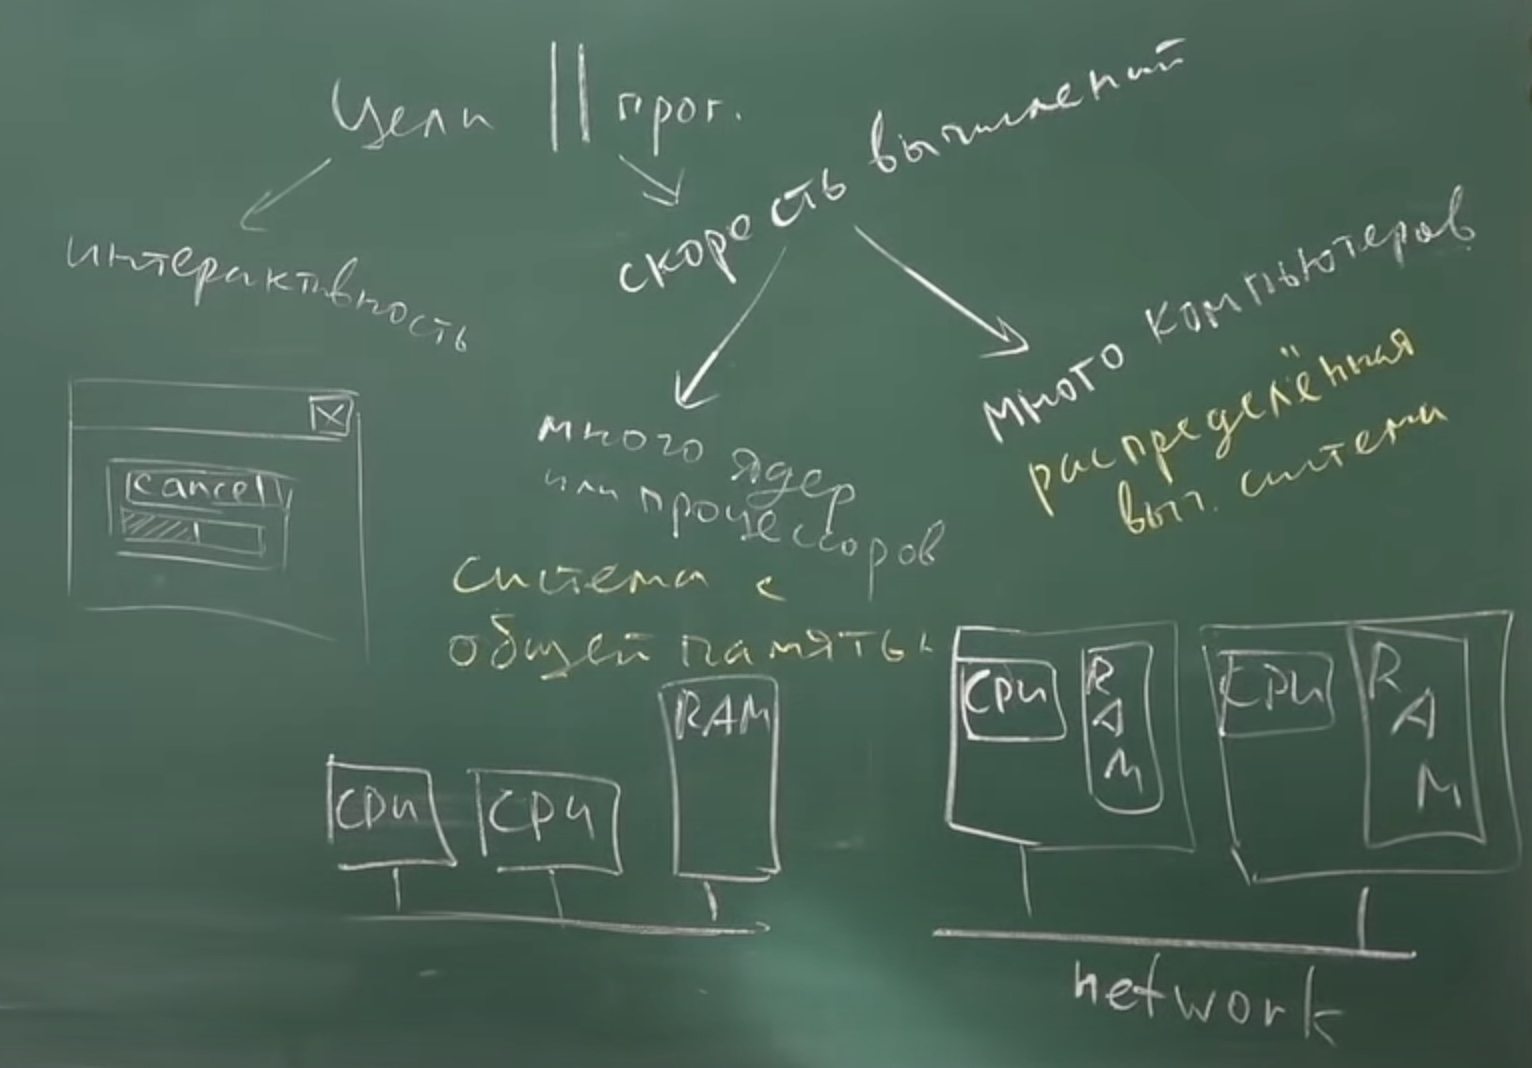 Цели || прог.
интерактивность
скорость вычислений
cancel
много ядер
или процессоров
система с
общей памятью
много компьютеров
распределённая
выч. система
CPU
CPU
RAM
CPU
RAM
CPU
RAM
network